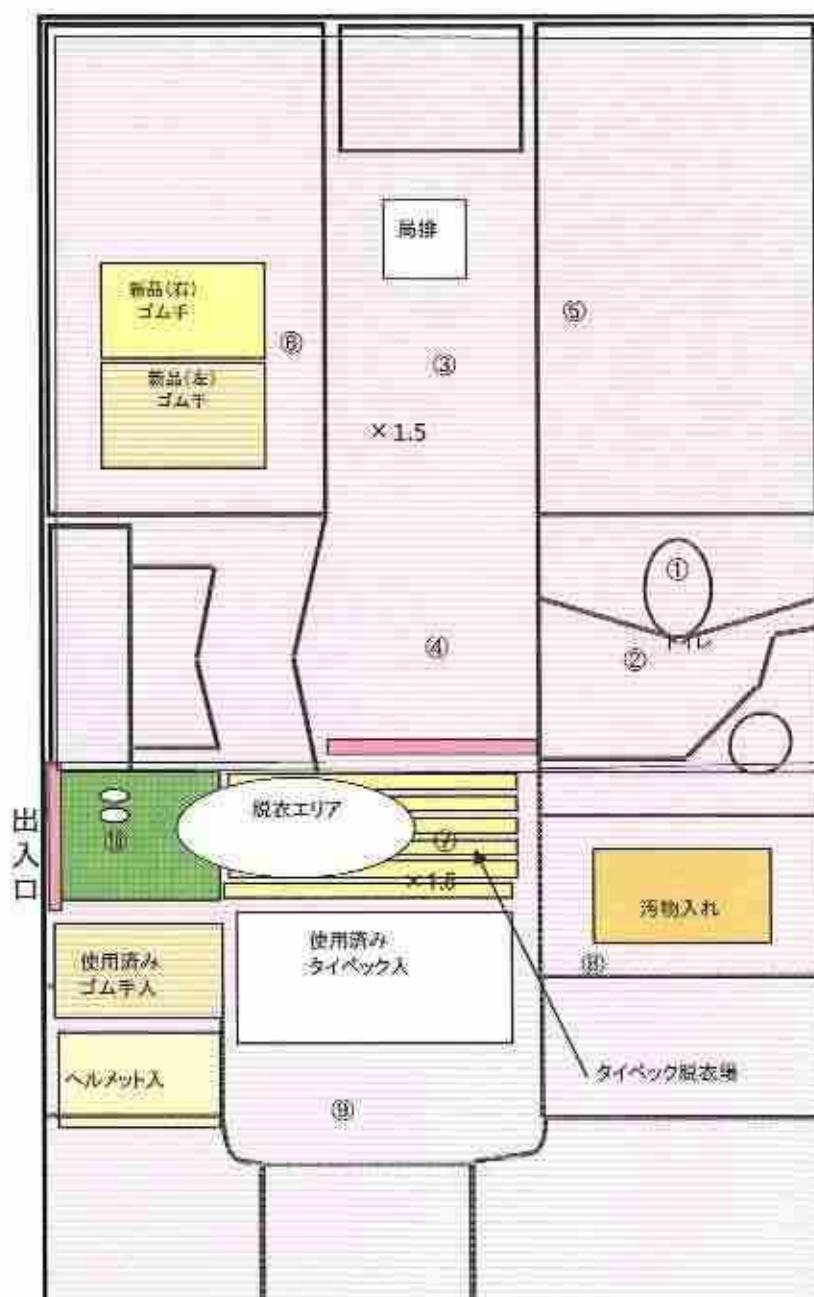 局排
新品(右)
ゴム手
⑤
⑥
新品(左)
ゴム手
③
×1.5
①
④
②
トイレ
脱衣エリア
⑩
⑦
出入口
×1.5
汚物入れ
使用済み
タイベック入
使用済み
ゴム手入
⑧
ヘルメット入
タイベック脱衣場
⑨